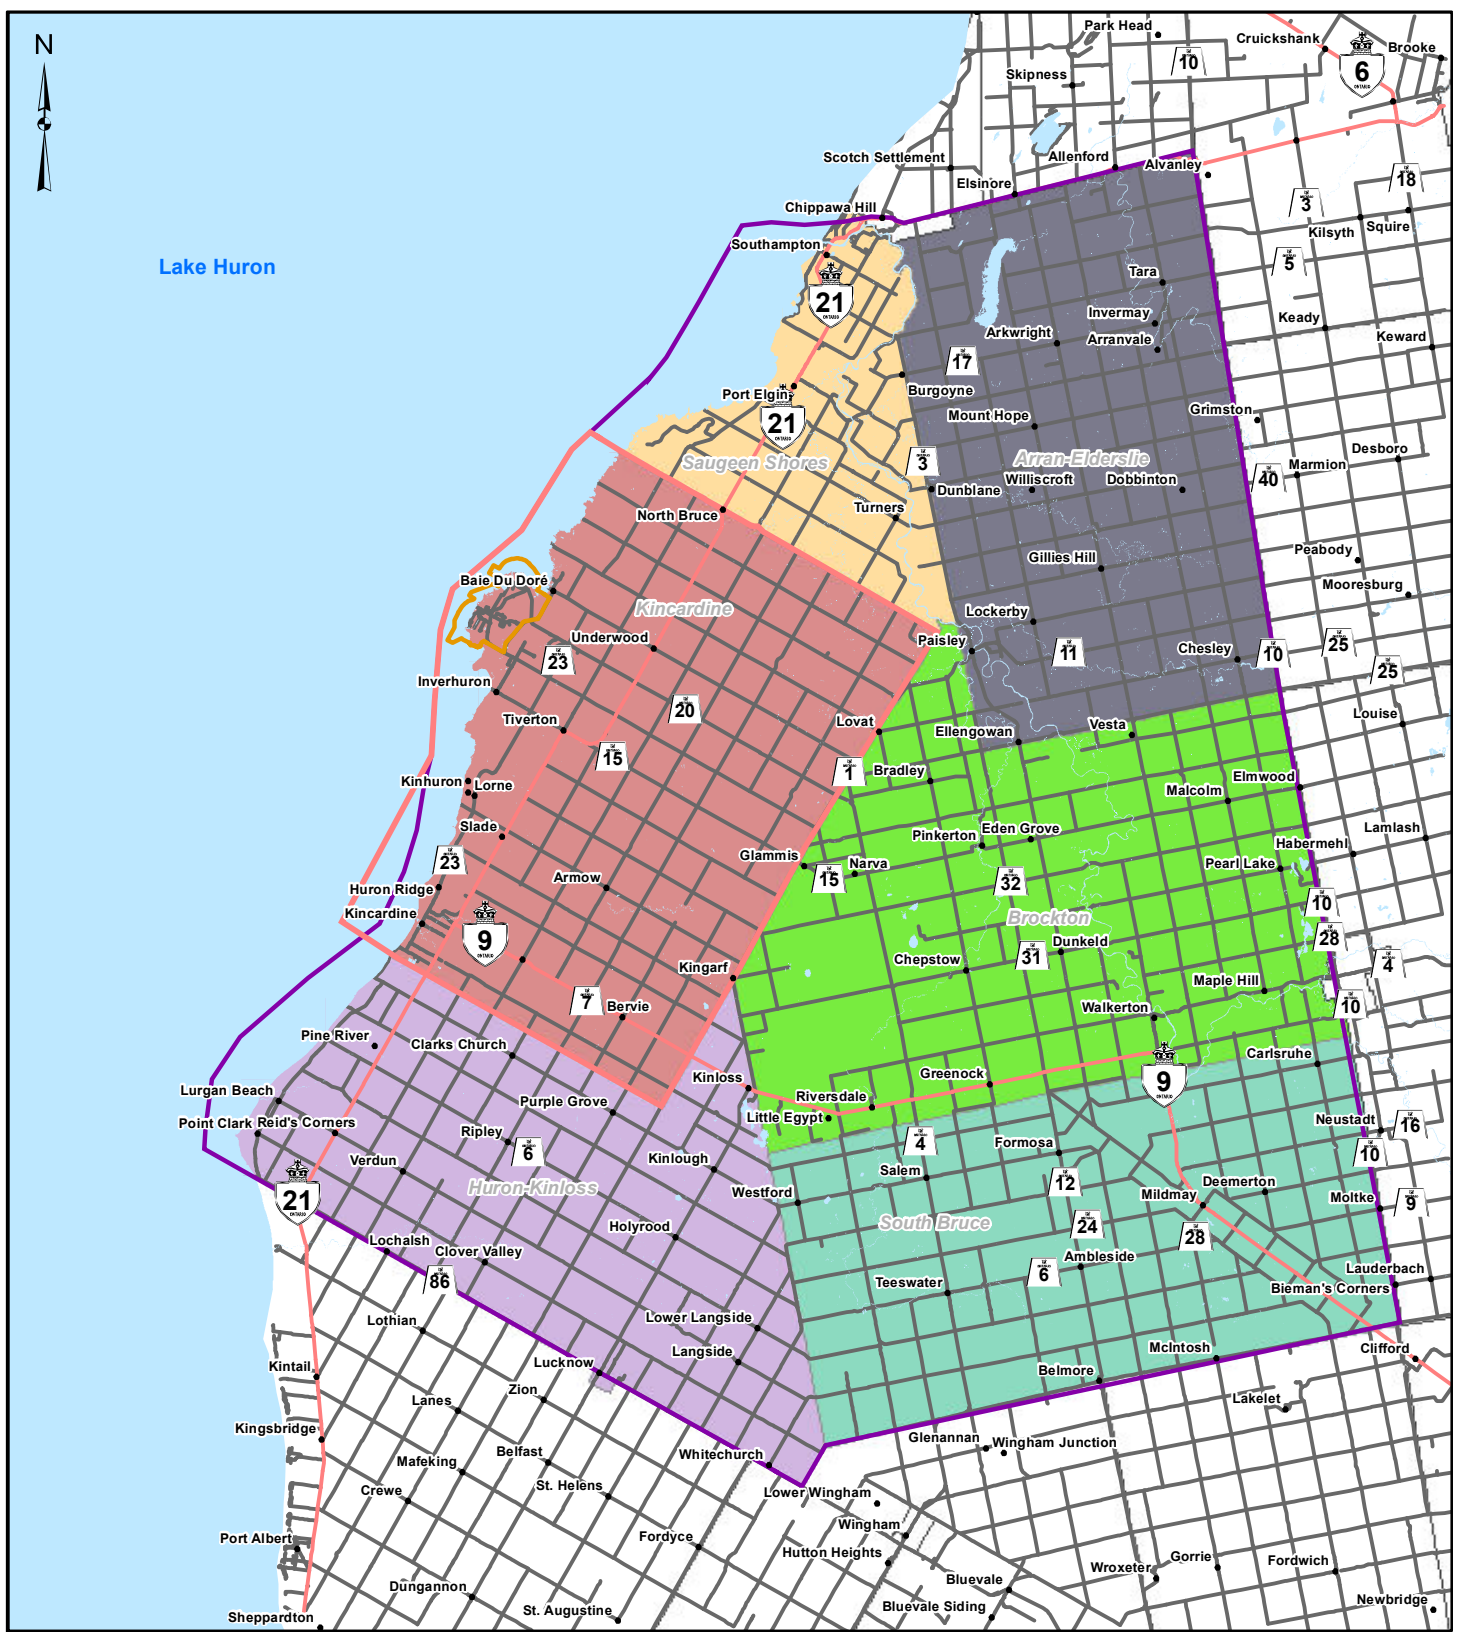 Park Head
Cruickshank
Brooke
N
6
ONTARIO
10
Skipness
Scotch Settlement
Allenford
Alvanley
Elsinore
18
3
Chippawa Hill
Kilsyth
Squire
Southampton
Lake Huron
5
Tara
21
ONTARIO
Invermay
Keady
Arkwright
Arranvale
Keward
17
Port Elgin
Burgoyne
21
ONTARIO
Mount Hope
Grimston
Saugeen Shores
3
Arran-Elderslie
Desboro
Marmion
40
Williscroft
Dobbinton
Dunblane
Turners
North Bruce
Gillies Hill
Peabody
Baie Du Doré
Mooresburg
Kincardine
Lockerby
Underwood
Paisley
11
Chesley
10
25
23
25
Inverhuron
20
Tiverton
Lovat
Ellengowan
Vesta
Louise
15
1
Bradley
Kinhuron
Lorne
Elmwood
Malcolm
Slade
Pinkerton
Eden Grove
Lamlash
Habermehl
23
Glammis
Narva
Pearl Lake
15
32
Armow
Huron Ridge
10
Kincardine
Brockton
9
ONTARIO
28
31
Dunkeld
Chepstow
4
Kingarf
Maple Hill
7
Bervie
Walkerton
10
Pine River
Clarks Church
Carlsruhe
Kinloss
Greenock
9
ONTARIO
Lurgan Beach
Riversdale
Purple Grove
Little Egypt
Point Clark
Reid's Corners
Neustadt
16
Ripley
6
4
Formosa
10
Verdun
Kinlough
Salem
12
Huron-Kinloss
Westford
Deemerton
Mildmay
Moltke
9
21
ONTARIO
Holyrood
South Bruce
24
28
Lochalsh
Clover Valley
Ambleside
86
6
Lauderbach
Teeswater
Bieman's Corners
Lothian
Lower Langside
Langside
McIntosh
Clifford
Kintail
Lucknow
Belmore
Zion
Lanes
Lakelet
Kingsbridge
Glenannan
Wingham Junction
Belfast
Whitechurch
Mafeking
St. Helens
Crewe
Lower Wingham
Wingham
Port Albert
Fordyce
Hutton Heights
Wroxeter
Gorrie
Fordwich
Dungannon
Bluevale
Newbridge
Sheppardton
St. Augustine
Bluevale Siding